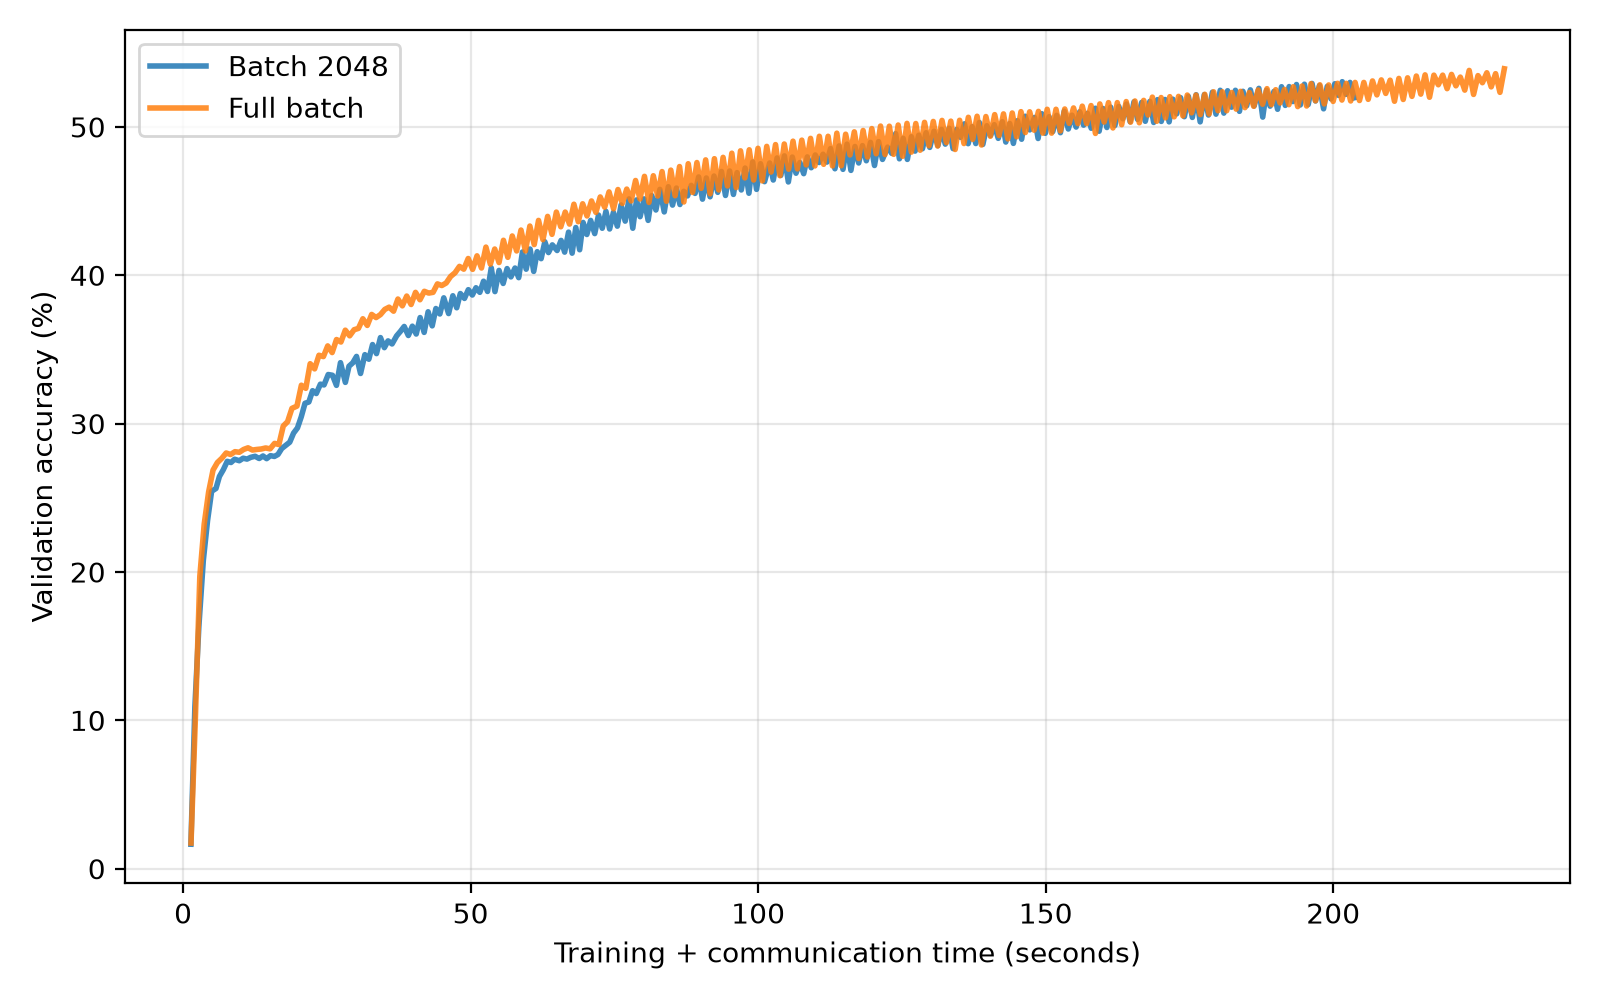 Batch 2048
Full batch
Validation accuracy (%)
50
40
30
20
10
0
0 50 100 150 200
Training + communication time (seconds)